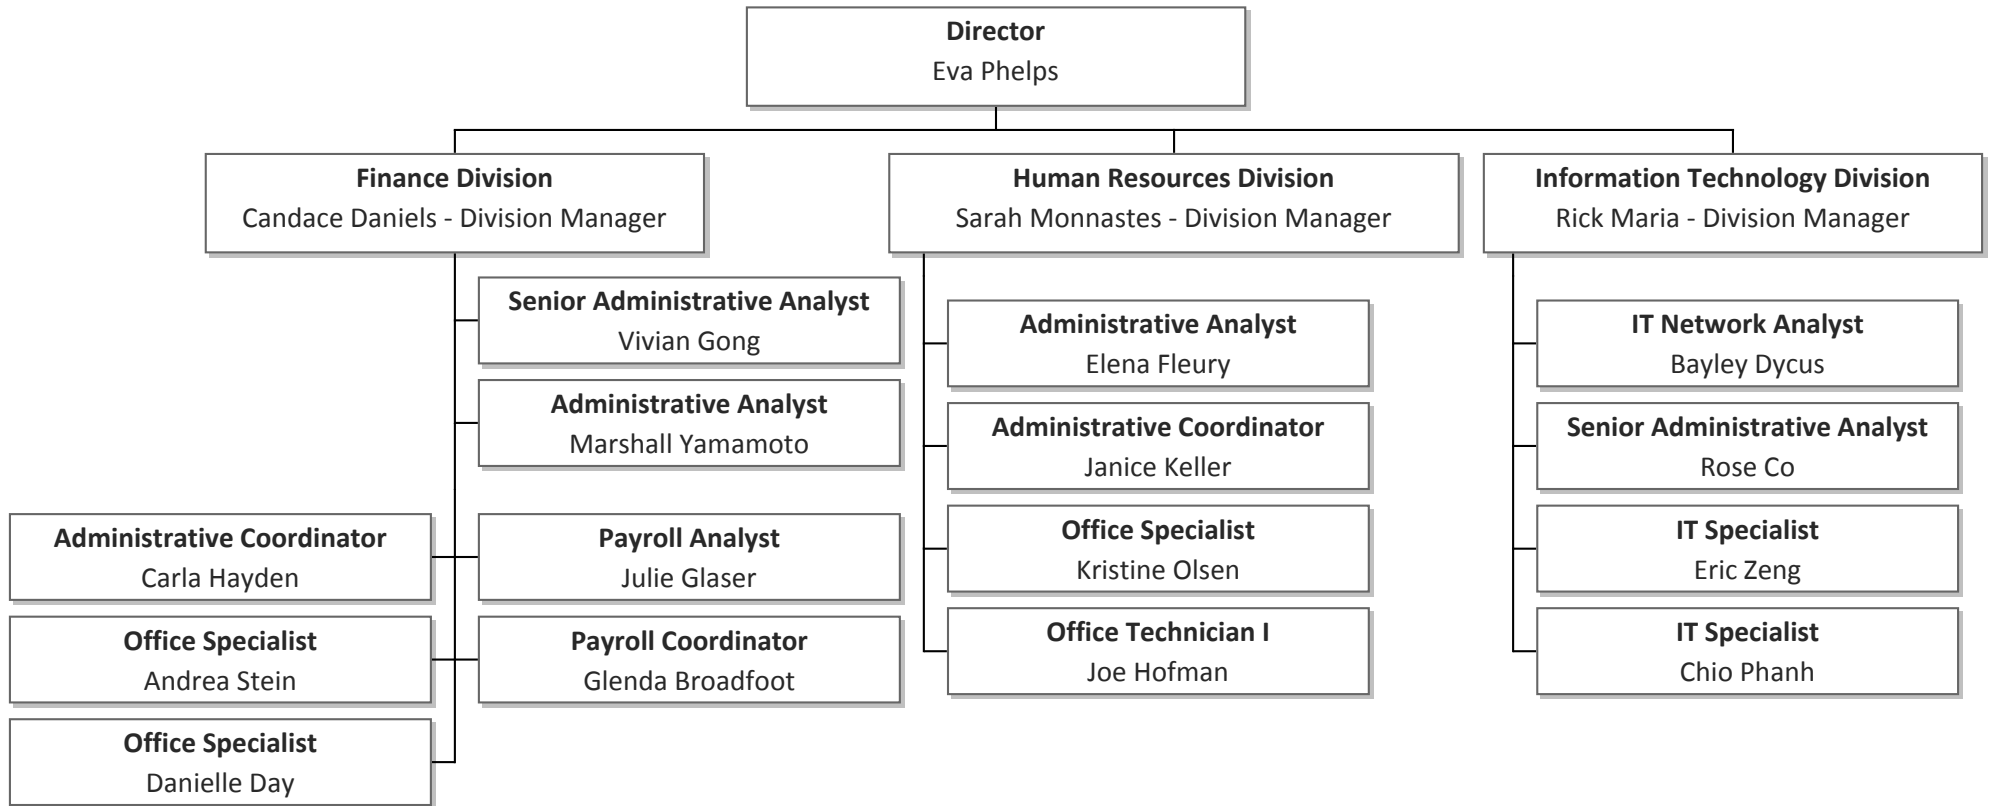 Director
Eva Phelps
Finance Division
Candace Daniels - Division Manager
Human Resources Division
Sarah Monnastes - Division Manager
Information Technology Division
Rick Maria - Division Manager
Senior Administrative Analyst
Vivian Gong
Administrative Analyst
Marshall Yamamoto
Administrative Coordinator
Carla Hayden
Payroll Analyst
Julie Glaser
Office Specialist
Andrea Stein
Payroll Coordinator
Glenda Broadfoot
Office Specialist
Danielle Day
Administrative Analyst
Elena Fleury
Administrative Coordinator
Janice Keller
Office Specialist
Kristine Olsen
Office Technician I
Joe Hofman
IT Network Analyst
Bayley Dycus
Senior Administrative Analyst
Rose Co
IT Specialist
Eric Zeng
IT Specialist
Chio Phanh